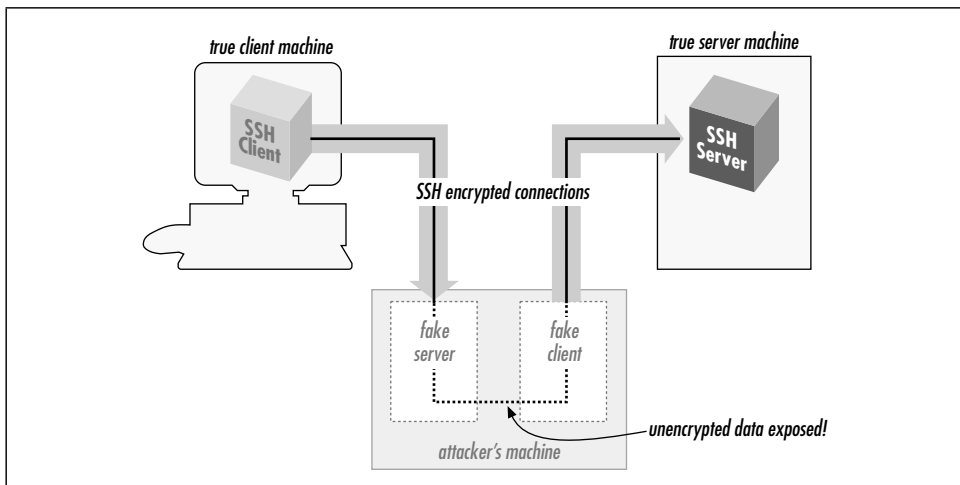 true client machine
true server machine
SSH
Client
SSH
Server
SSH encrypted connections
fake
server
fake
client
unencrypted data exposed!
attacker's machine